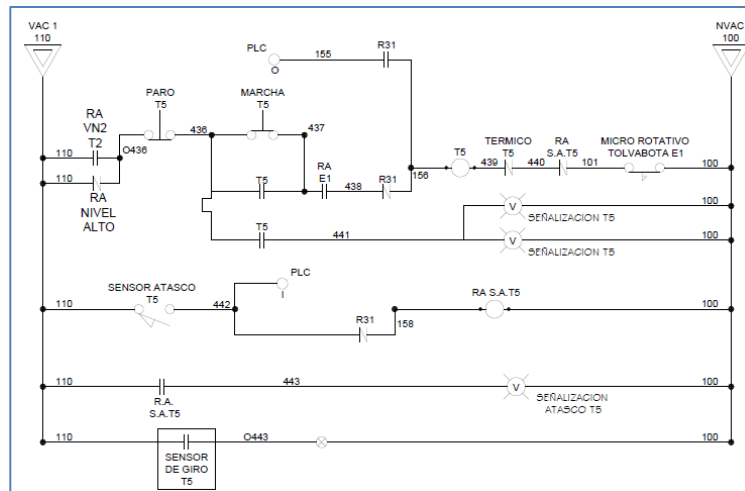 VAC 1
110
NVAC
100
PLC
O
155
R31
RA
VN2
T2
110
O436
PARO
T5
436
MARCHA
T5
437
110
RA
NIVEL
ALTO
T5
RA
E1
438
R31
156
T5
439
TERMICO
T5
440
RA
S.A.T5
101
MICRO ROTATIVO
TOLVABOTA E1
100
V
SEÑALIZACION T5
100
T5
441
V
SEÑALIZACION T5
100
110
SENSOR ATASCO
T5
442
PLC
I
R31
158
RA S.A.T5
100
110
R.A.
S.A.T5
443
V
SEÑALIZACION
ATASCO T5
100
110
SENSOR
DE GIRO
T5
O443
100